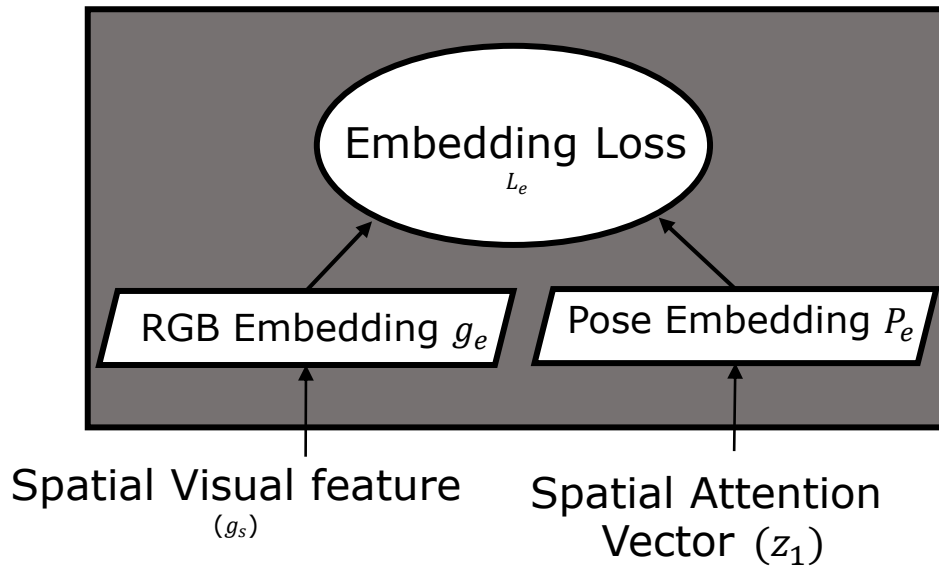 Embedding Loss
L_e
RGB Embedding g_e
Pose Embedding P_e
Spatial Visual feature
(g_s)
Spatial Attention
Vector (z_1)